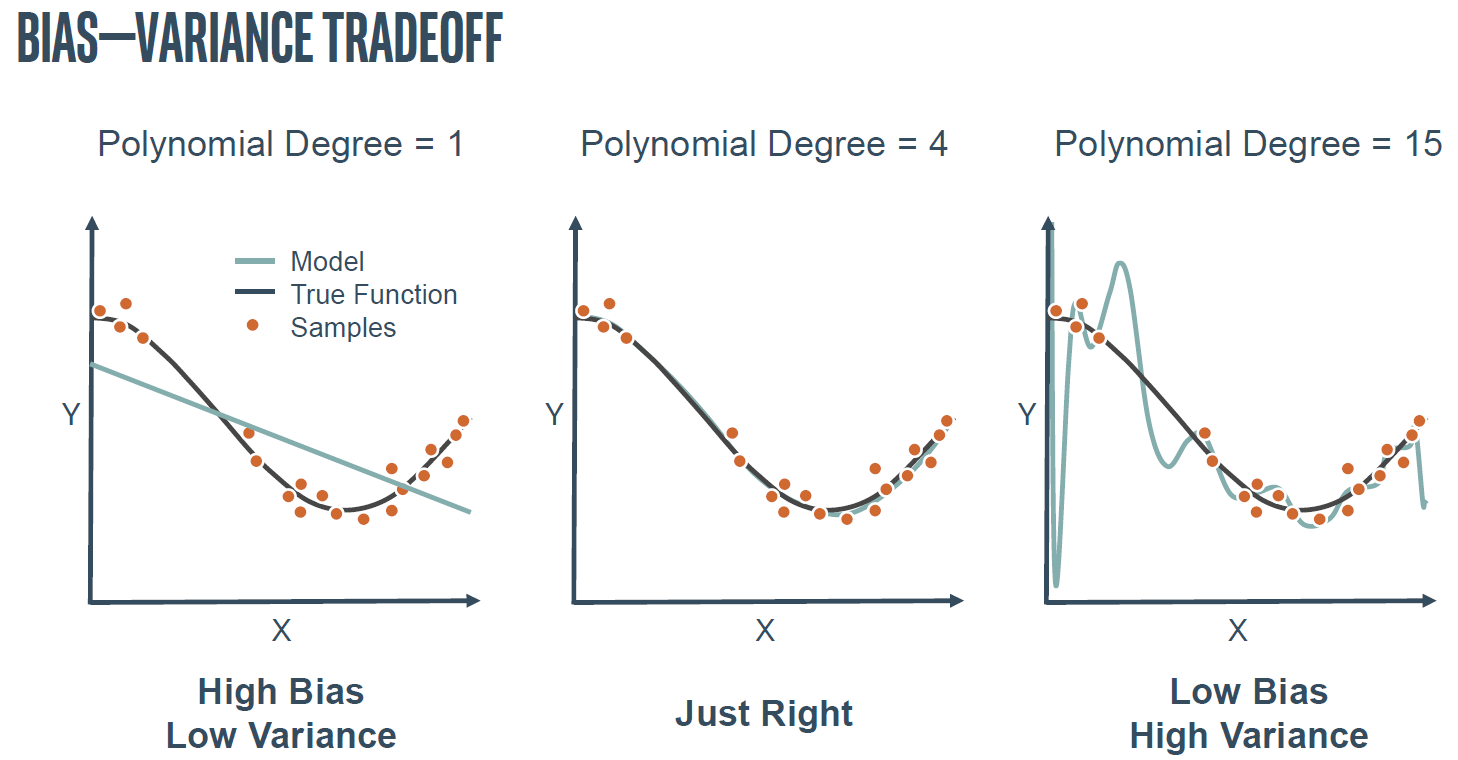 BIAS—VARIANCE TRADEOFF
Polynomial Degree = 1
Polynomial Degree = 4
Polynomial Degree = 15
Model
True Function
Samples
Y
X
Y
X
Y
X
High Bias
Low Variance
Just Right
Low Bias
High Variance